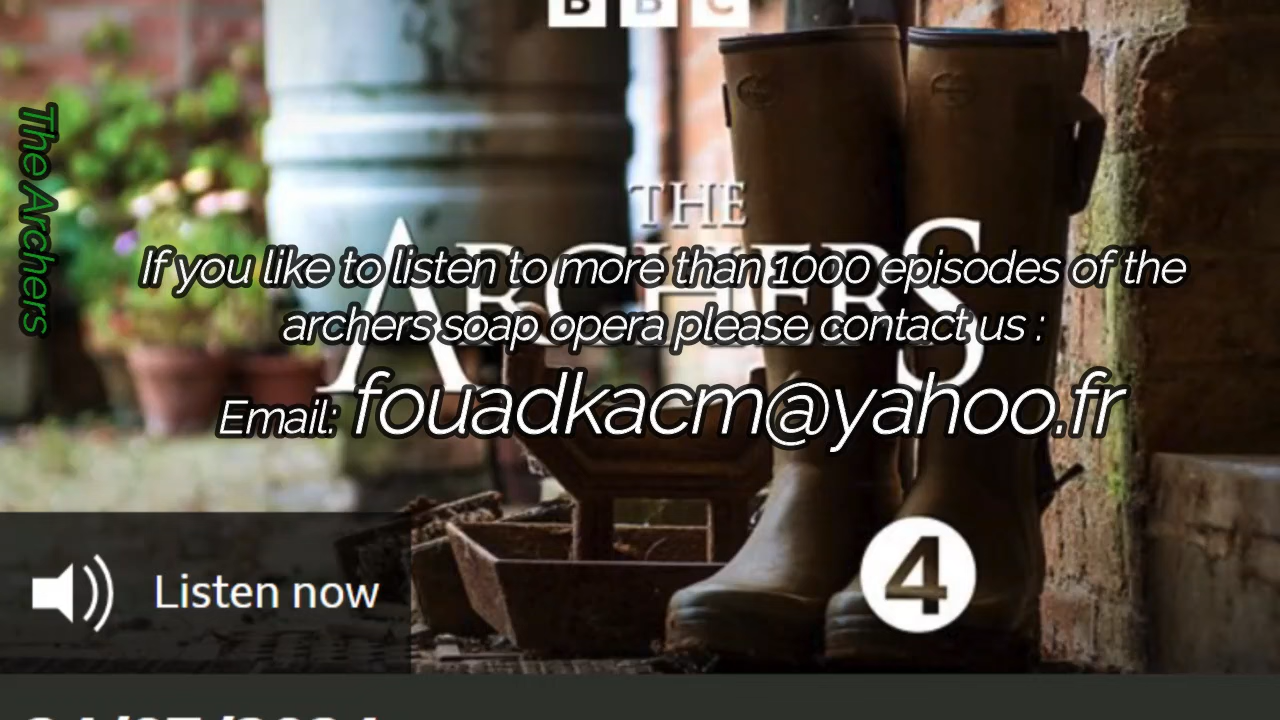 BBC
The Archers
THE
ARCHERS
If you like to listen to more than 1000 episodes of the
archers soap opera please contact us :
Email: fouadkacm@yahoo.fr
4
Listen now